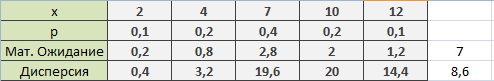 x 2 4 7 10 12
p 0,1 0,2 0,4 0,2 0,1
Мат. Ожидание 0,2 0,8 2,8 2 1,2 7
Дисперсия 0,4 3,2 19,6 20 14,4 8,6